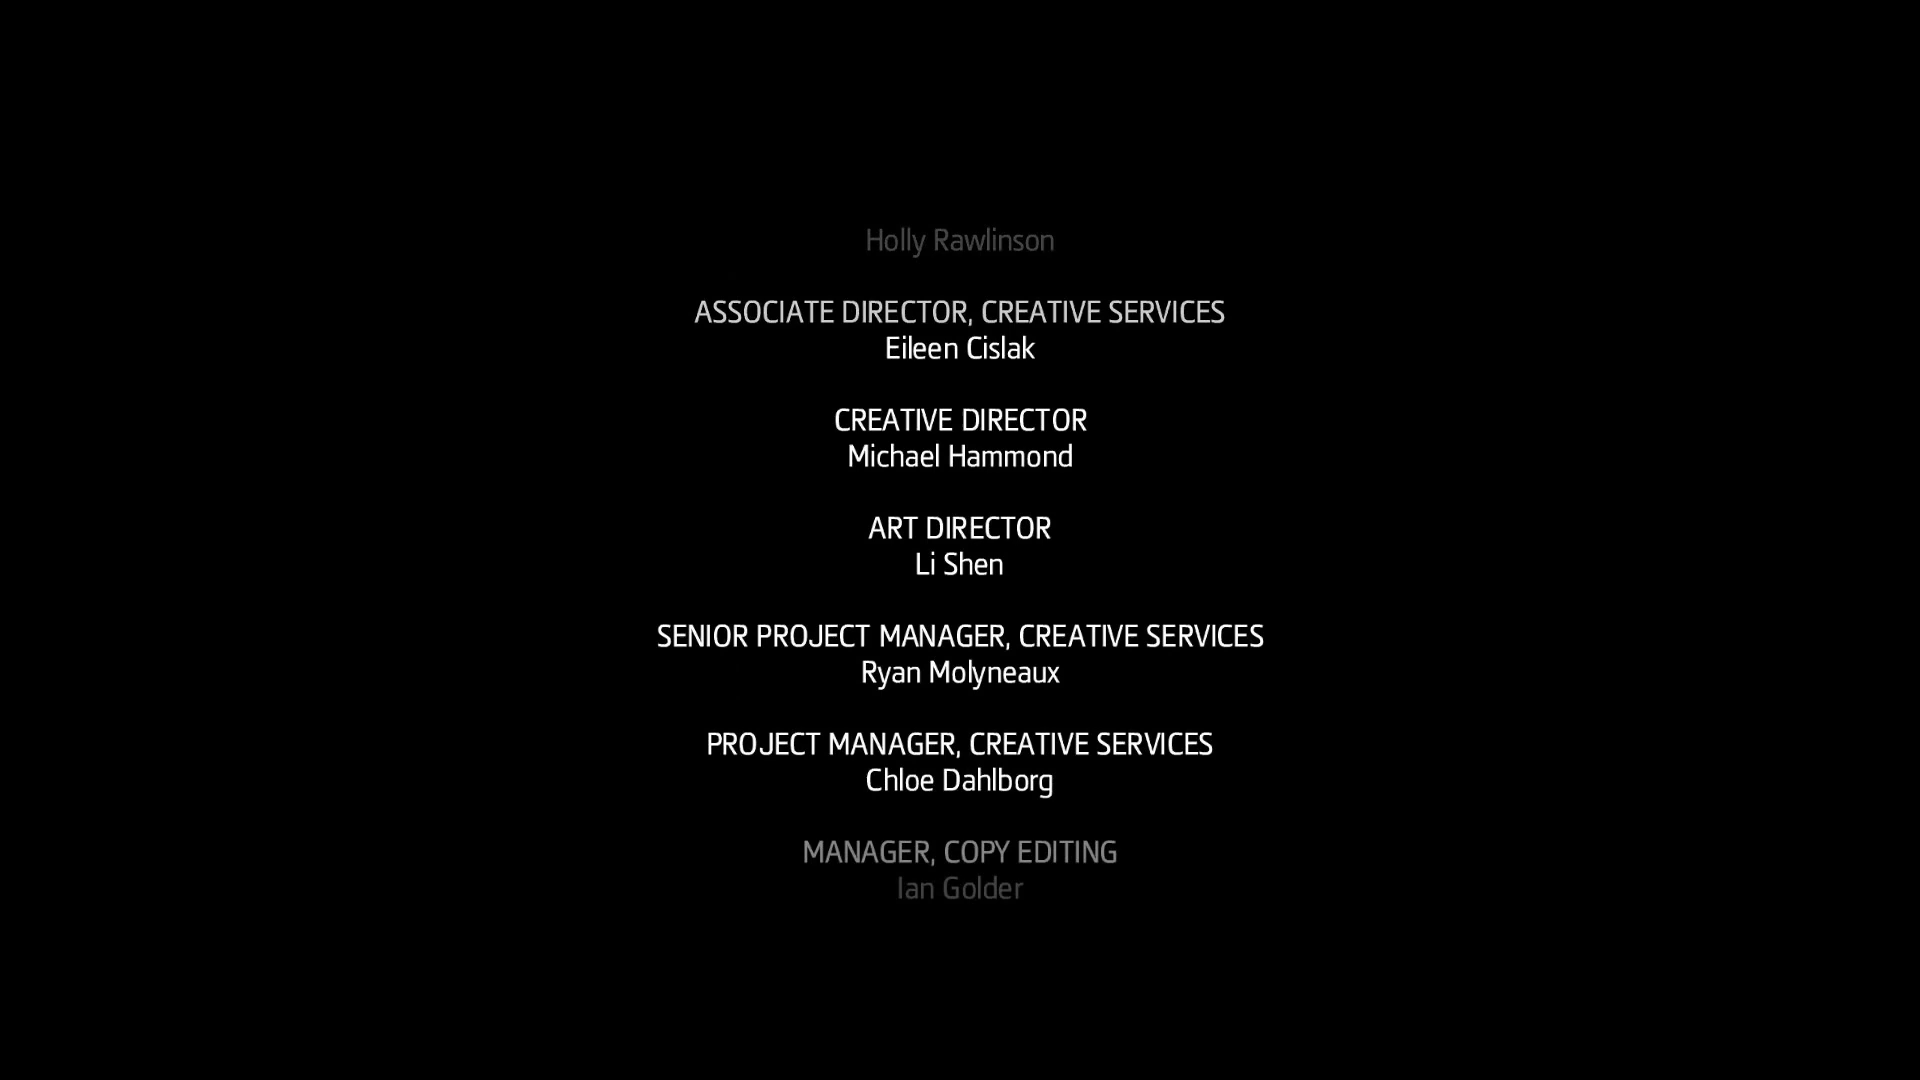 Holly Rawlinson
ASSOCIATE DIRECTOR, CREATIVE SERVICES
Eileen Cislak
CREATIVE DIRECTOR
Michael Hammond
ART DIRECTOR
Li Shen
SENIOR PROJECT MANAGER, CREATIVE SERVICES
Ryan Molyneaux
PROJECT MANAGER, CREATIVE SERVICES
Chloe Dahlborg
MANAGER, COPY EDITING
Ian Golder